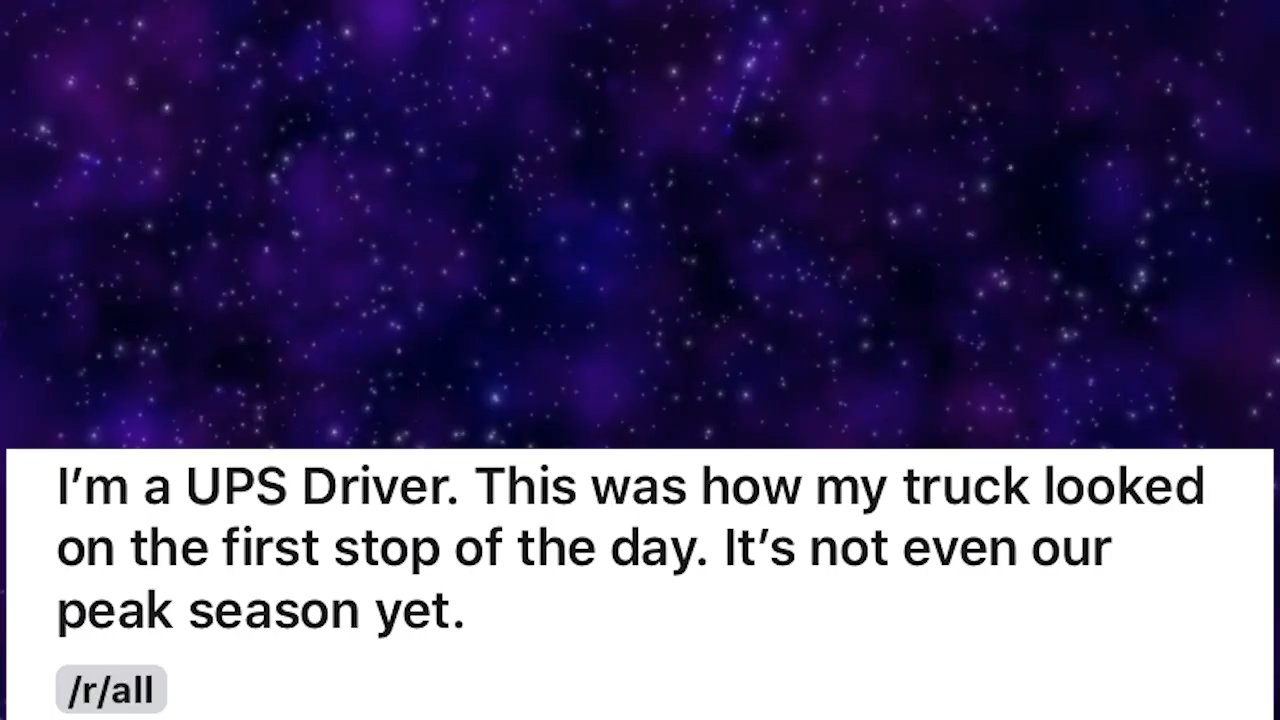 I’m a UPS Driver. This was how my truck looked
on the first stop of the day. It’s not even our
peak season yet.
/r/all